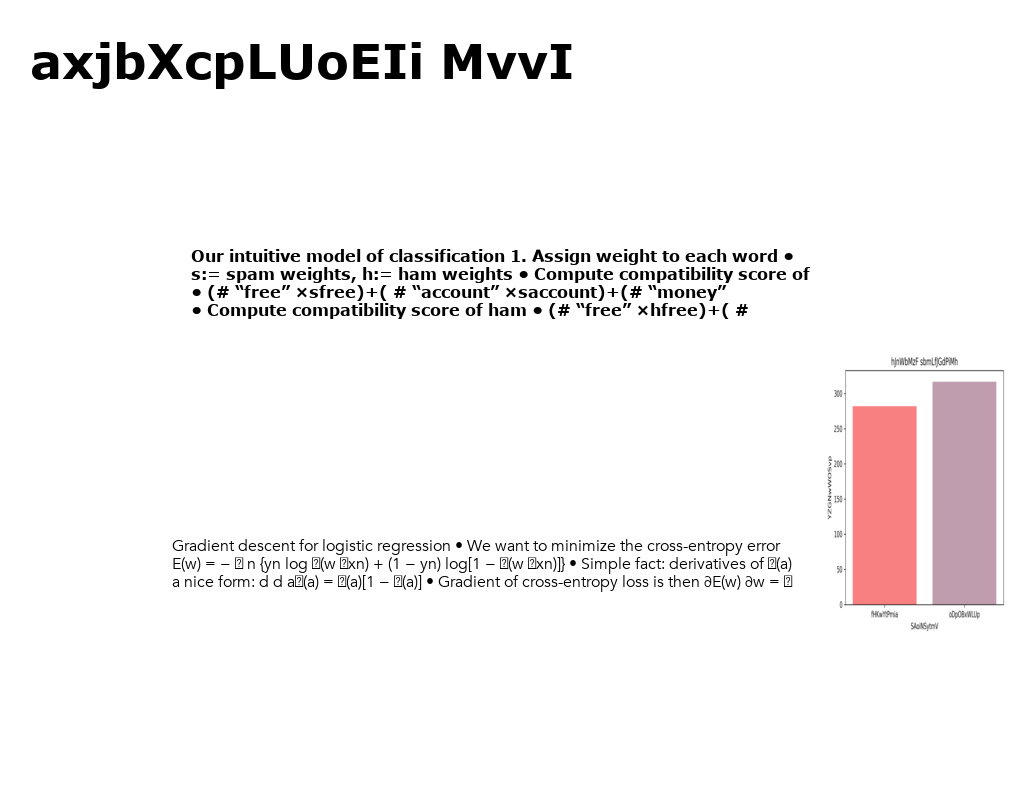 axjbXcpLUoEIi MvvI
Our intuitive model of classification 1. Assign weight to each word ●
s:= spam weights, h:= ham weights ● Compute compatibility score of
● (# “free” ×sfree)+( # “account” ×saccount)+(# “money”
● Compute compatibility score of ham ● (# “free” ×hfree)+( #
hJnWbMzF sbmLfJGdPiMh
300
250
200
150
100
50
0
YZGNwWOSvp
fHKwYtPmia oDpOBxWLUp
SAoiNSytmV
Gradient descent for logistic regression • We want to minimize the cross-entropy error
E(w) = − 􀀀 n {yn log 􀀀(w 􀀀xn) + (1 − yn) log[1 − 􀀀(w 􀀀xn)]} • Simple fact: derivatives of 􀀀(a)
a nice form: d d a􀀀(a) = 􀀀(a)[1 − 􀀀(a)] • Gradient of cross-entropy loss is then ∂E(w) ∂w = 􀀀